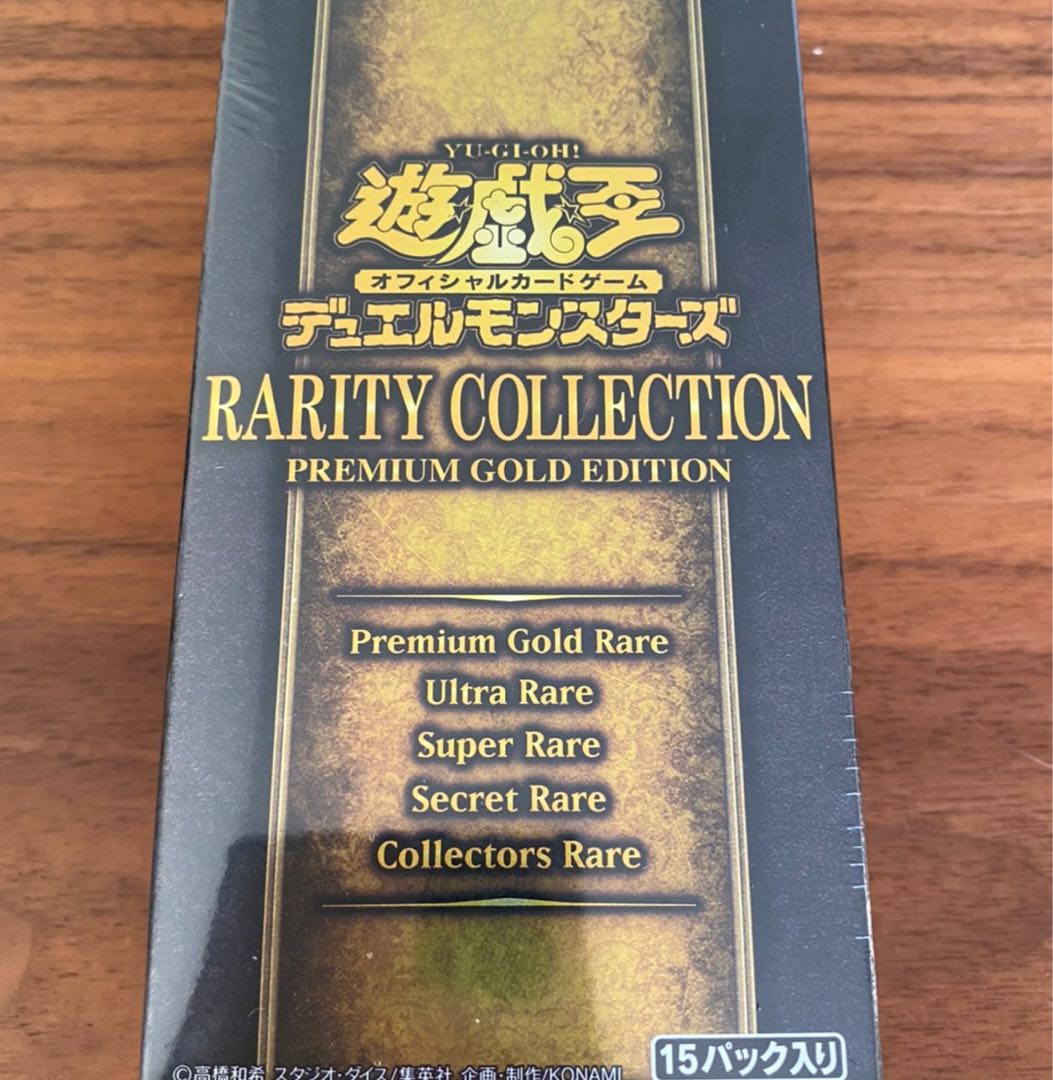 YU-GI-OH!
遊戯王
オフィシャルカードゲーム
デュエルモンスターズ
RARITY COLLECTION
PREMIUM GOLD EDITION
Premium Gold Rare
Ultra Rare
Super Rare
Secret Rare
Collectors Rare
15パック入り
©高橋和希 スタジオ・ダイス/集英社 企画・制作/KONAMI